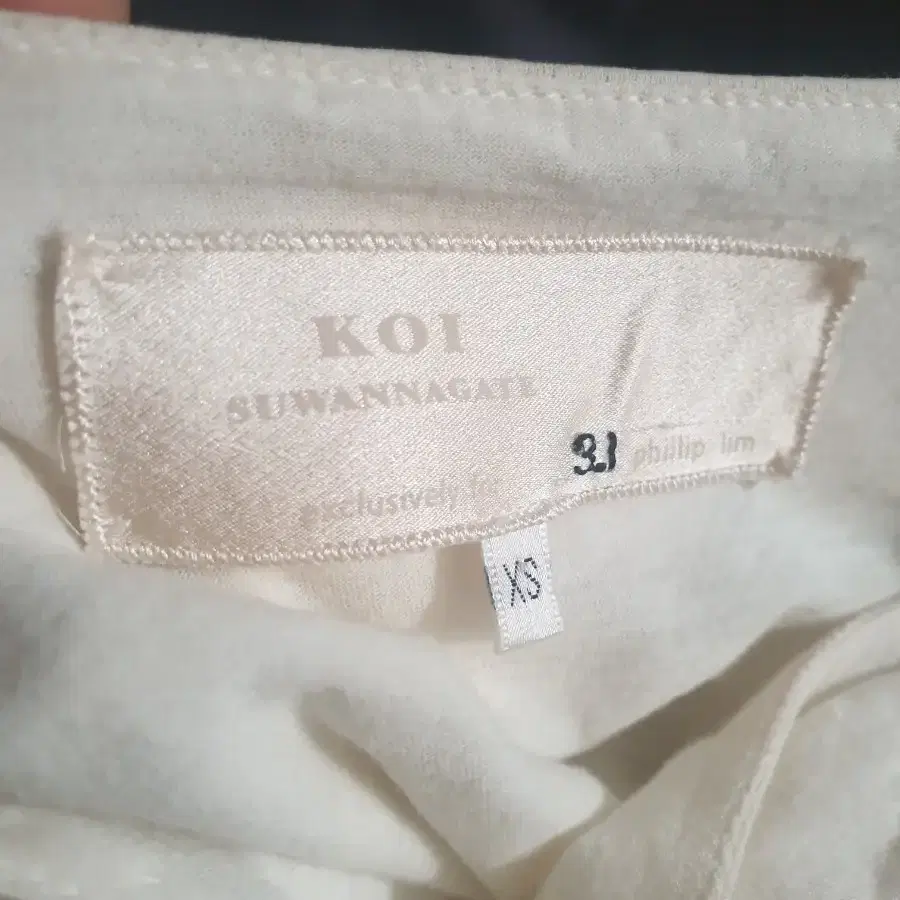 KOI
SUWANNAGATE
exclusively for 3.1 phillip lim
XS